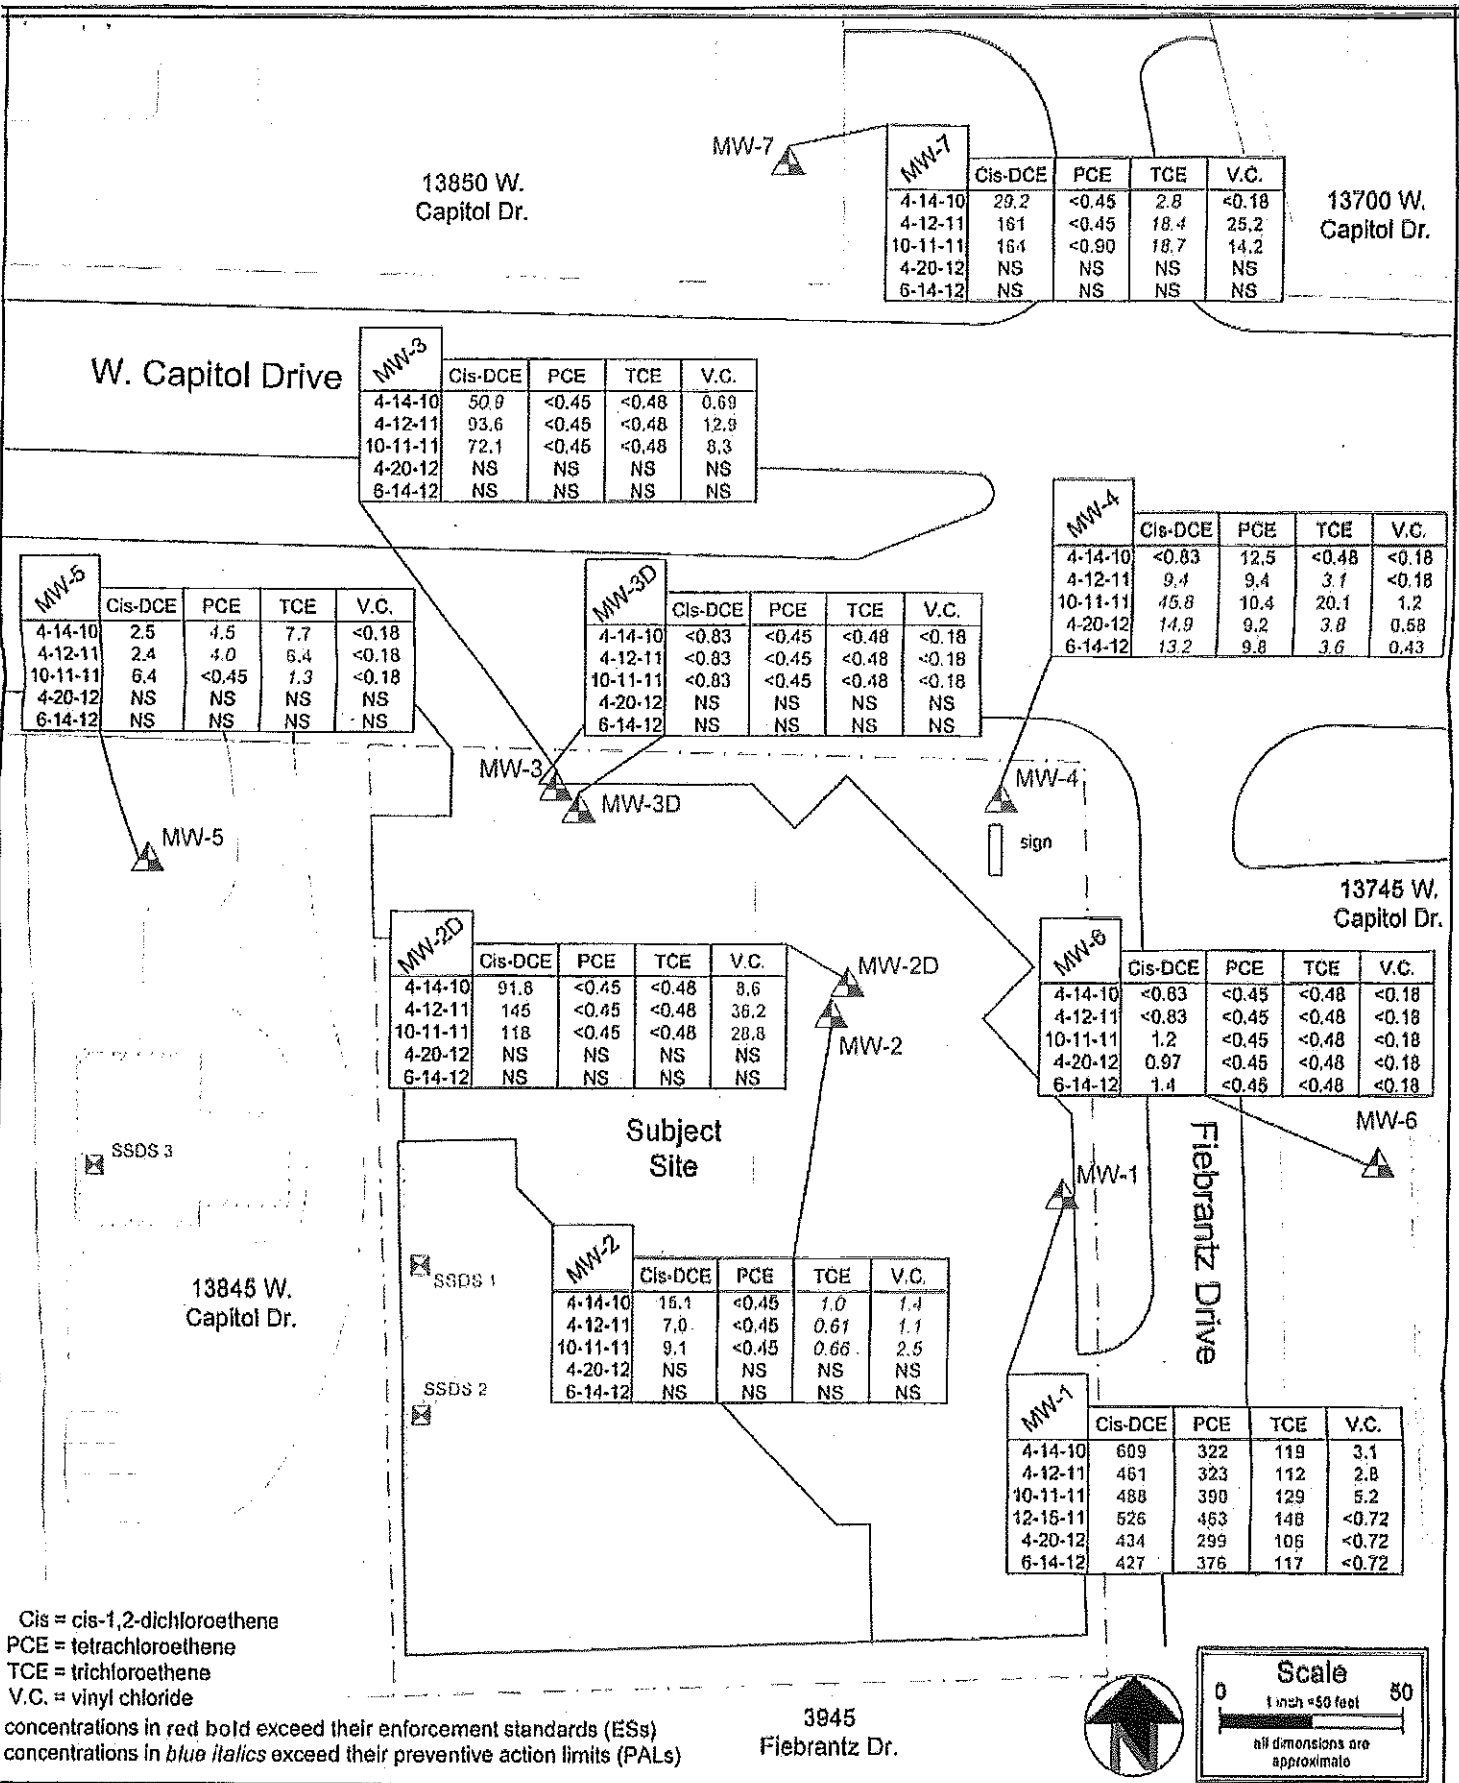 MW-7
13850 W.
Capitol Dr.
MW-7 Cis-DCE PCE TCE V.C.
4-14-10 29.2 <0.45 2.8 <0.18
4-12-11 161 <0.45 18.4 25.2
10-11-11 164 <0.90 18.7 14.2
4-20-12 NS NS NS NS
6-14-12 NS NS NS NS
13700 W.
Capitol Dr.
W. Capitol Drive
MW-3 Cis-DCE PCE TCE V.C.
4-14-10 50.9 <0.45 <0.48 0.69
4-12-11 93.6 <0.45 <0.48 12.9
10-11-11 72.1 <0.45 <0.48 8.3
4-20-12 NS NS NS NS
6-14-12 NS NS NS NS
MW-4 Cis-DCE PCE TCE V.C.
4-14-10 <0.83 12.5 <0.48 <0.18
4-12-11 9.4 9.4 3.1 <0.18
10-11-11 45.8 10.4 20.1 1.2
4-20-12 14.9 9.2 3.8 0.58
6-14-12 13.2 9.8 3.6 0.43
MW-5 Cis-DCE PCE TCE V.C.
4-14-10 2.5 4.5 7.7 <0.18
4-12-11 2.4 4.0 6.4 <0.18
10-11-11 6.4 <0.45 1.3 <0.18
4-20-12 NS NS NS NS
6-14-12 NS NS NS NS
MW-3D Cis-DCE PCE TCE V.C.
4-14-10 <0.83 <0.45 <0.48 <0.18
4-12-11 <0.83 <0.45 <0.48 <0.18
10-11-11 <0.83 <0.45 <0.48 <0.18
4-20-12 NS NS NS NS
6-14-12 NS NS NS NS
MW-3
MW-3D
MW-4
sign
MW-5
13745 W.
Capitol Dr.
MW-2D Cis-DCE PCE TCE V.C.
4-14-10 91.8 <0.45 <0.48 8.6
4-12-11 145 <0.45 <0.48 36.2
10-11-11 118 <0.45 <0.48 28.8
4-20-12 NS NS NS NS
6-14-12 NS NS NS NS
MW-2D
MW-2
MW-6 Cis-DCE PCE TCE V.C.
4-14-10 <0.83 <0.45 <0.48 <0.18
4-12-11 <0.83 <0.45 <0.48 <0.18
10-11-11 1.2 <0.45 <0.48 <0.18
4-20-12 0.97 <0.45 <0.48 <0.18
6-14-12 1.4 <0.45 <0.48 <0.18
MW-6
Subject
Site
SSDS 3
MW-1
Fiebrantz Drive
SSDS 1
13845 W.
Capitol Dr.
MW-2 Cis-DCE PCE TCE V.C.
4-14-10 15.1 <0.45 1.0 1.4
4-12-11 7.0 <0.45 0.61 1.1
10-11-11 9.1 <0.45 0.66 2.5
4-20-12 NS NS NS NS
6-14-12 NS NS NS NS
SSDS 2
MW-1 Cis-DCE PCE TCE V.C.
4-14-10 609 322 119 3.1
4-12-11 461 323 112 2.8
10-11-11 488 390 129 5.2
12-15-11 526 453 148 <0.72
4-20-12 434 299 106 <0.72
6-14-12 427 376 117 <0.72
Cis = cis-1,2-dichloroethene
PCE = tetrachloroethene
TCE = trichloroethene
V.C. = vinyl chloride
concentrations in red bold exceed their enforcement standards (ESs)
concentrations in blue italics exceed their preventive action limits (PALs)
3945
Fiebrantz Dr.
N
Scale
0 1 inch =50 feet 50
all dimensions are
approximate